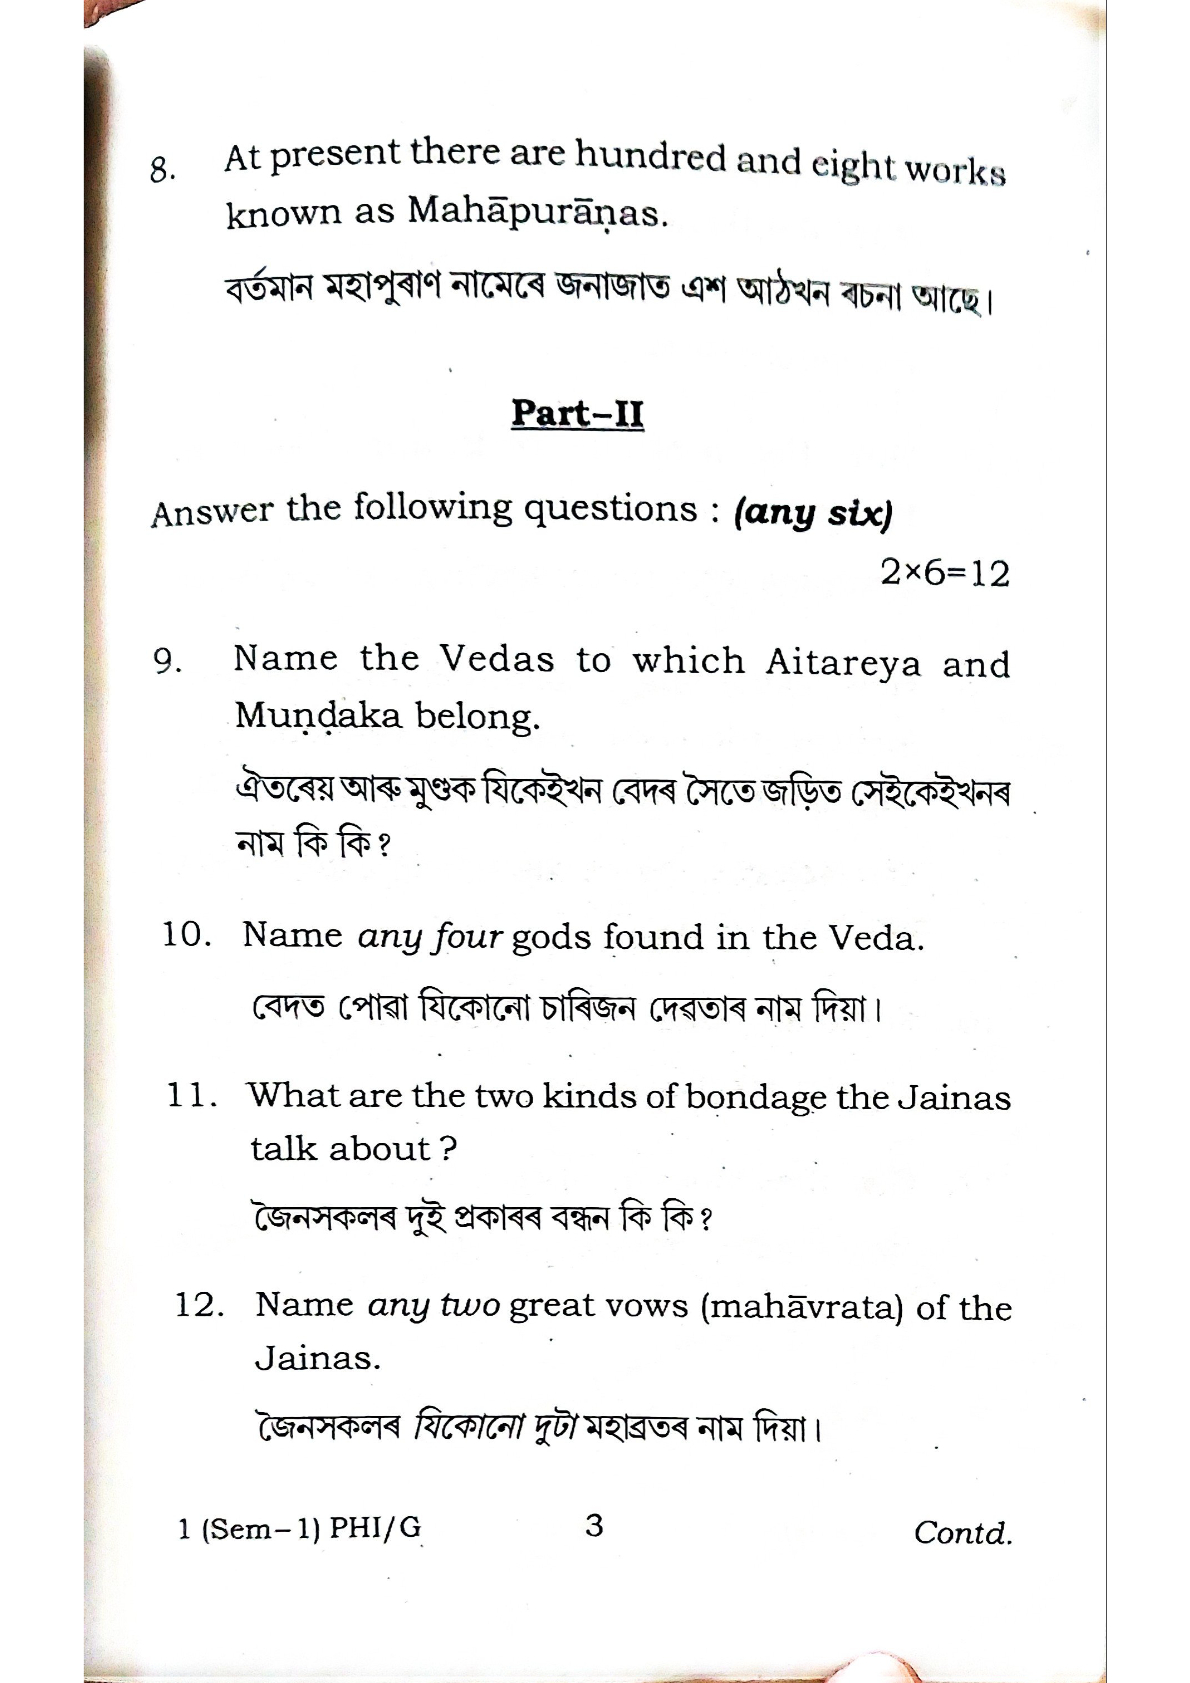 8. At present there are hundred and eight works
known as Mahāpurāṇas.
বৰ্তমান মহাপুৰাণ নামেৰে জনাজাত এশ আঠখন ৰচনা আছে।
Part–II
Answer the following questions : (any six)
2×6=12
9. Name the Vedas to which Aitareya and
Muṇḍaka belong.
ঐতৰেয় আৰু মুণ্ডক যিকেইখন বেদৰ সৈতে জড়িত সেইকেইখনৰ
নাম কি কি ?
10. Name any four gods found in the Veda.
বেদত পোৱা যিকোনো চাৰিজন দেৱতাৰ নাম দিয়া।
11. What are the two kinds of bondage the Jainas
talk about ?
জৈনসকলৰ দুই প্ৰকাৰৰ বন্ধন কি কি ?
12. Name any two great vows (mahāvrata) of the
Jainas.
জৈনসকলৰ যিকোনো দুটা মহাব্ৰতৰ নাম দিয়া।
1 (Sem–1) PHI/G 3 Contd.